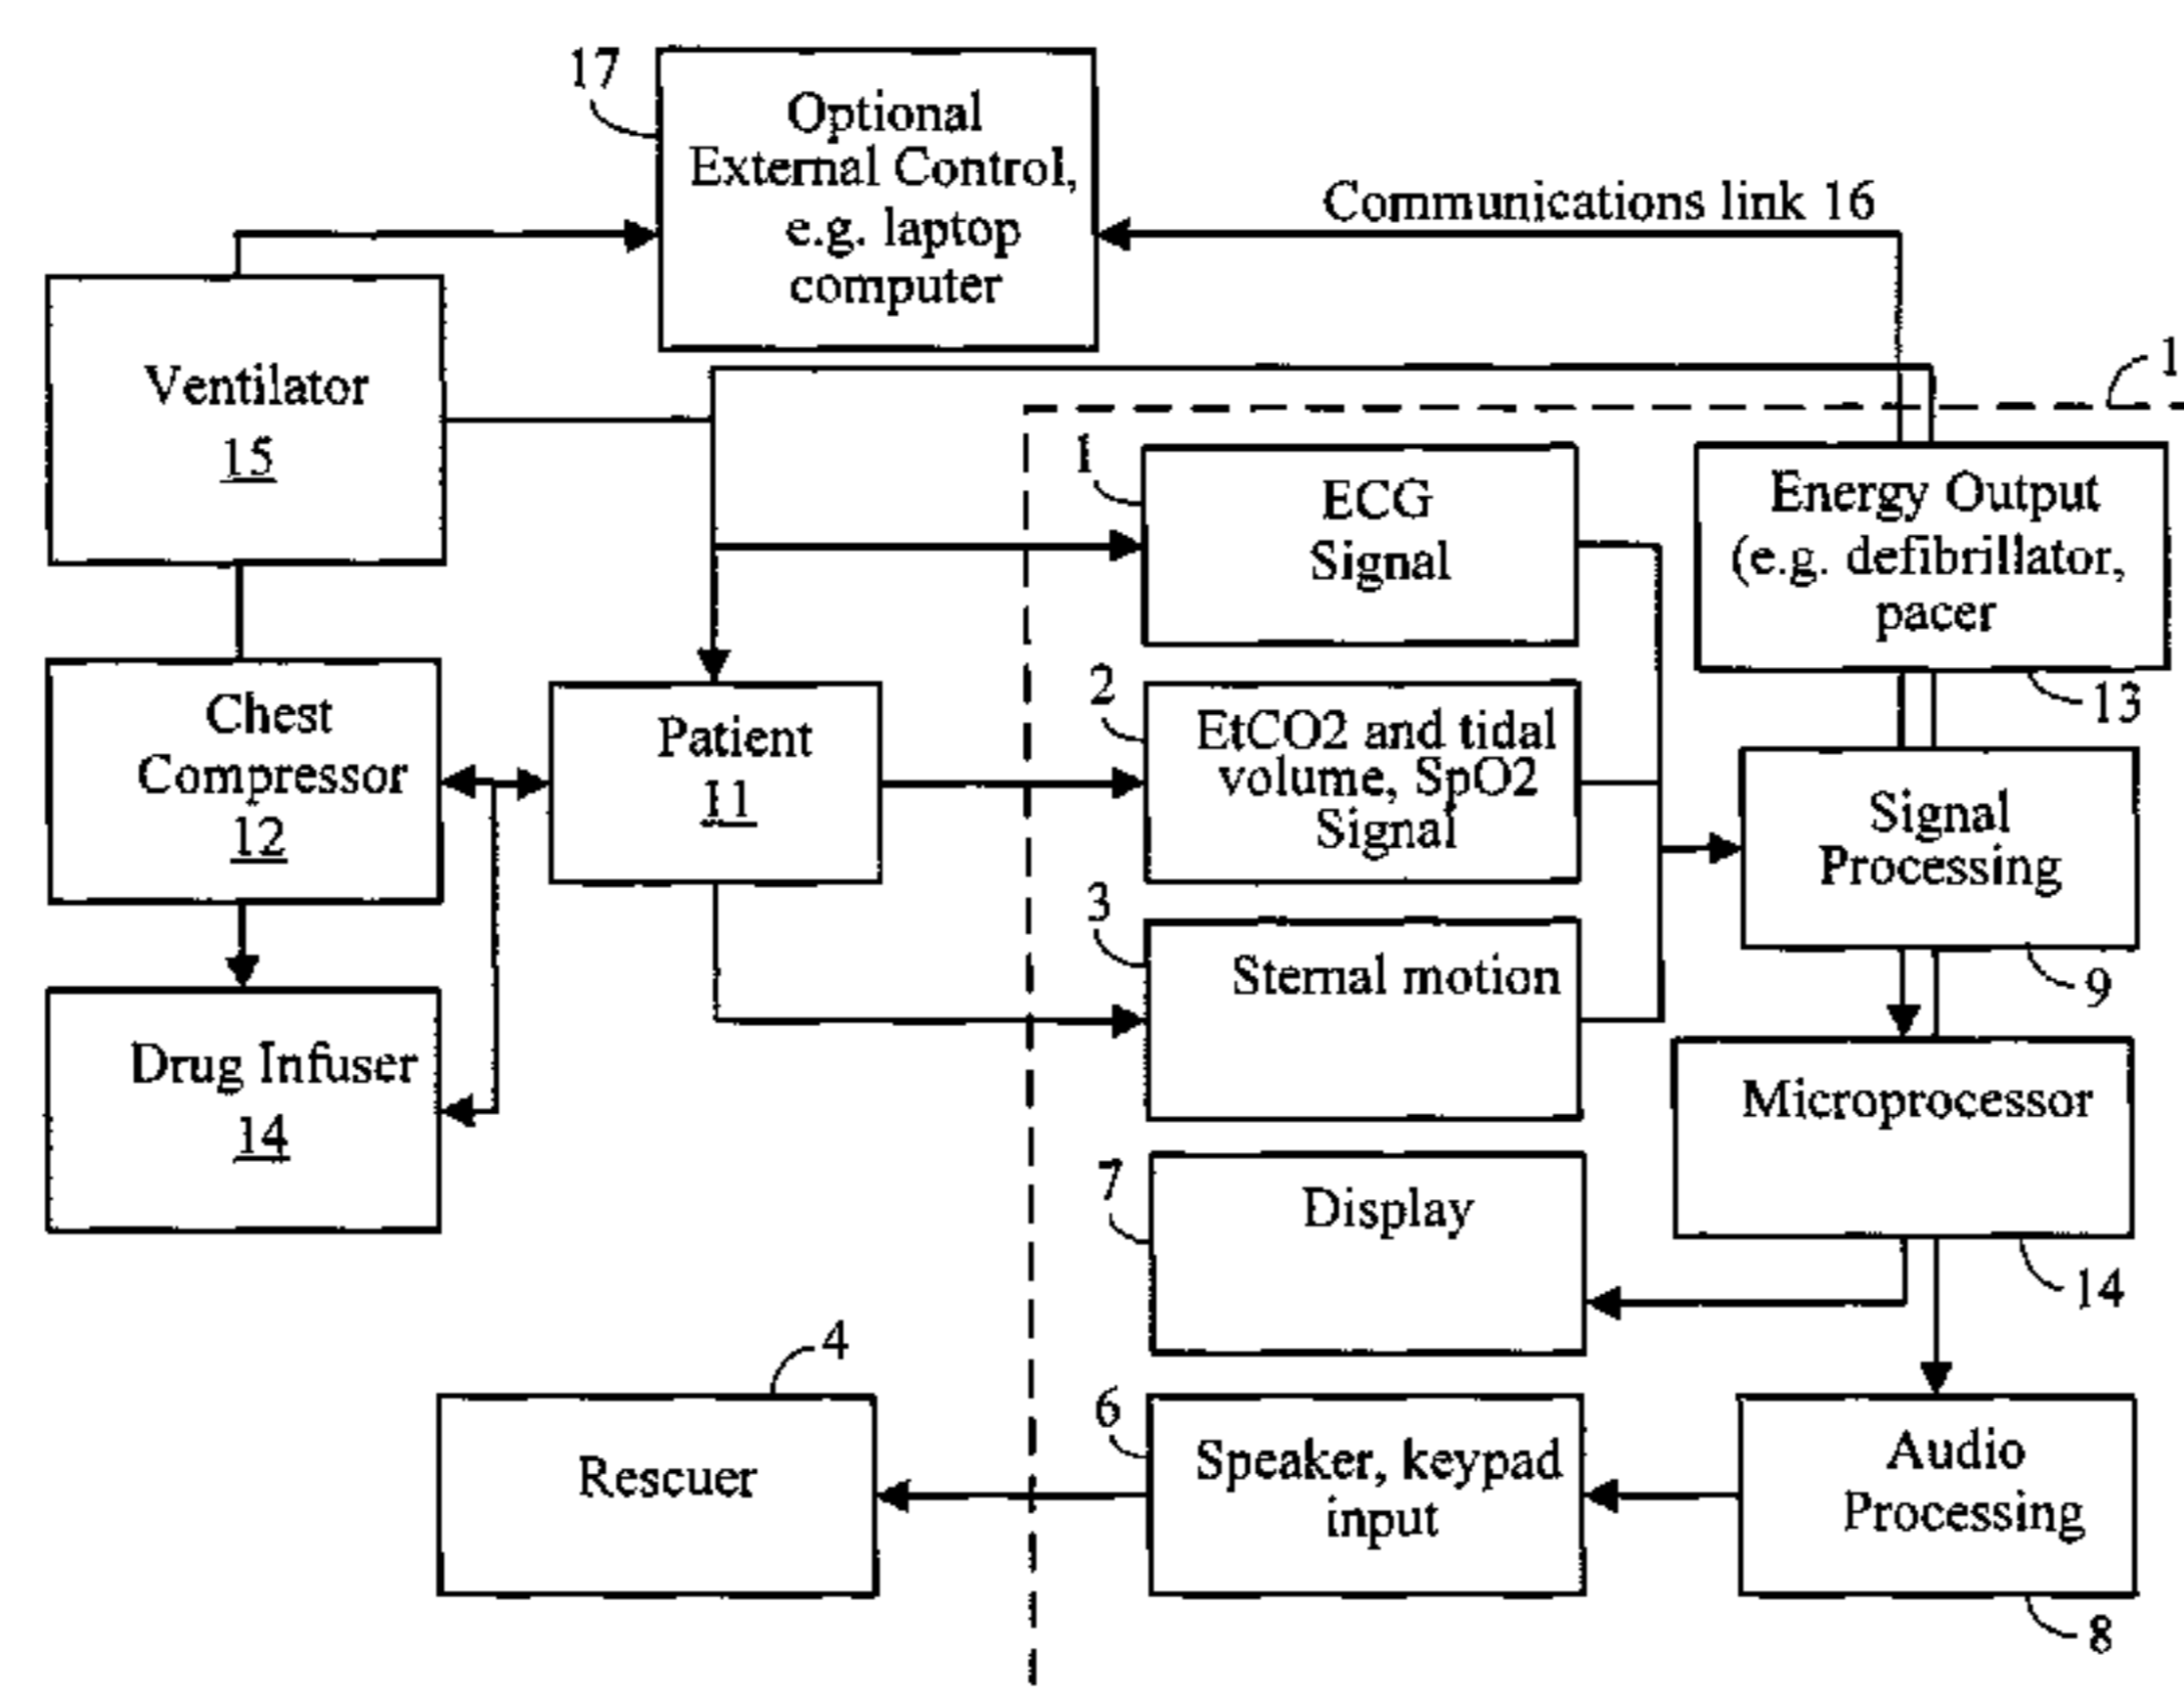 17
Optional
External Control,
e.g. laptop
computer
Communications link 16
1
Ventilator
15
1
ECG
Signal
Energy Output
(e.g. defibrillator,
pacer
13
Chest
Compressor
12
Patient
11
2
EtCO2 and tidal
volume, SpO2
Signal
Signal
Processing
9
3
Sternal motion
Drug Infuser
14
Microprocessor
14
7
Display
4
Rescuer
6
Speaker, keypad
input
Audio
Processing
8